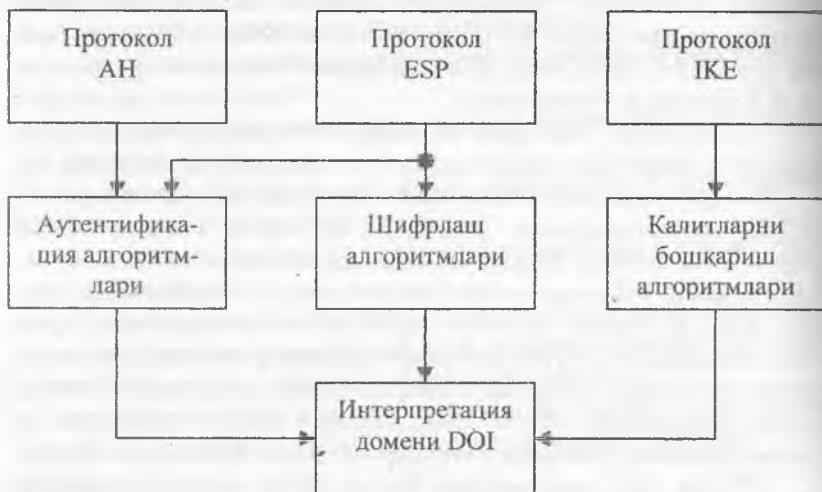 Протокол
AH
Протокол
ESP
Протокол
IKE
Аутентифика-
ция алгоритм-
лари
Шифрлаш
алгоритмлари
Калитларни
бошқариш
алгоритмлари
Интерпретация
домени DOI